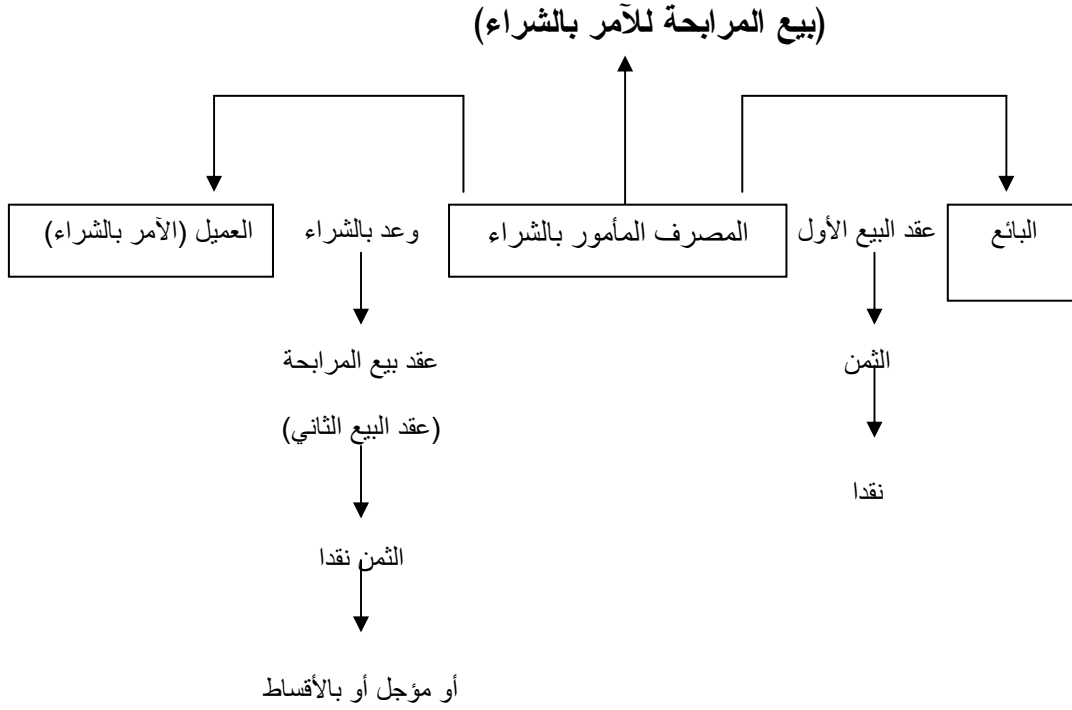 (بيع المرابحة للآمر بالشراء)
البائع
عقد البيع الأول
المصرف المأمور بالشراء
وعد بالشراء
العميل (الآمر بالشراء)
الثمن
نقدا
عقد بيع المرابحة
(عقد البيع الثاني)
الثمن نقدا
أو مؤجل أو بالأقساط